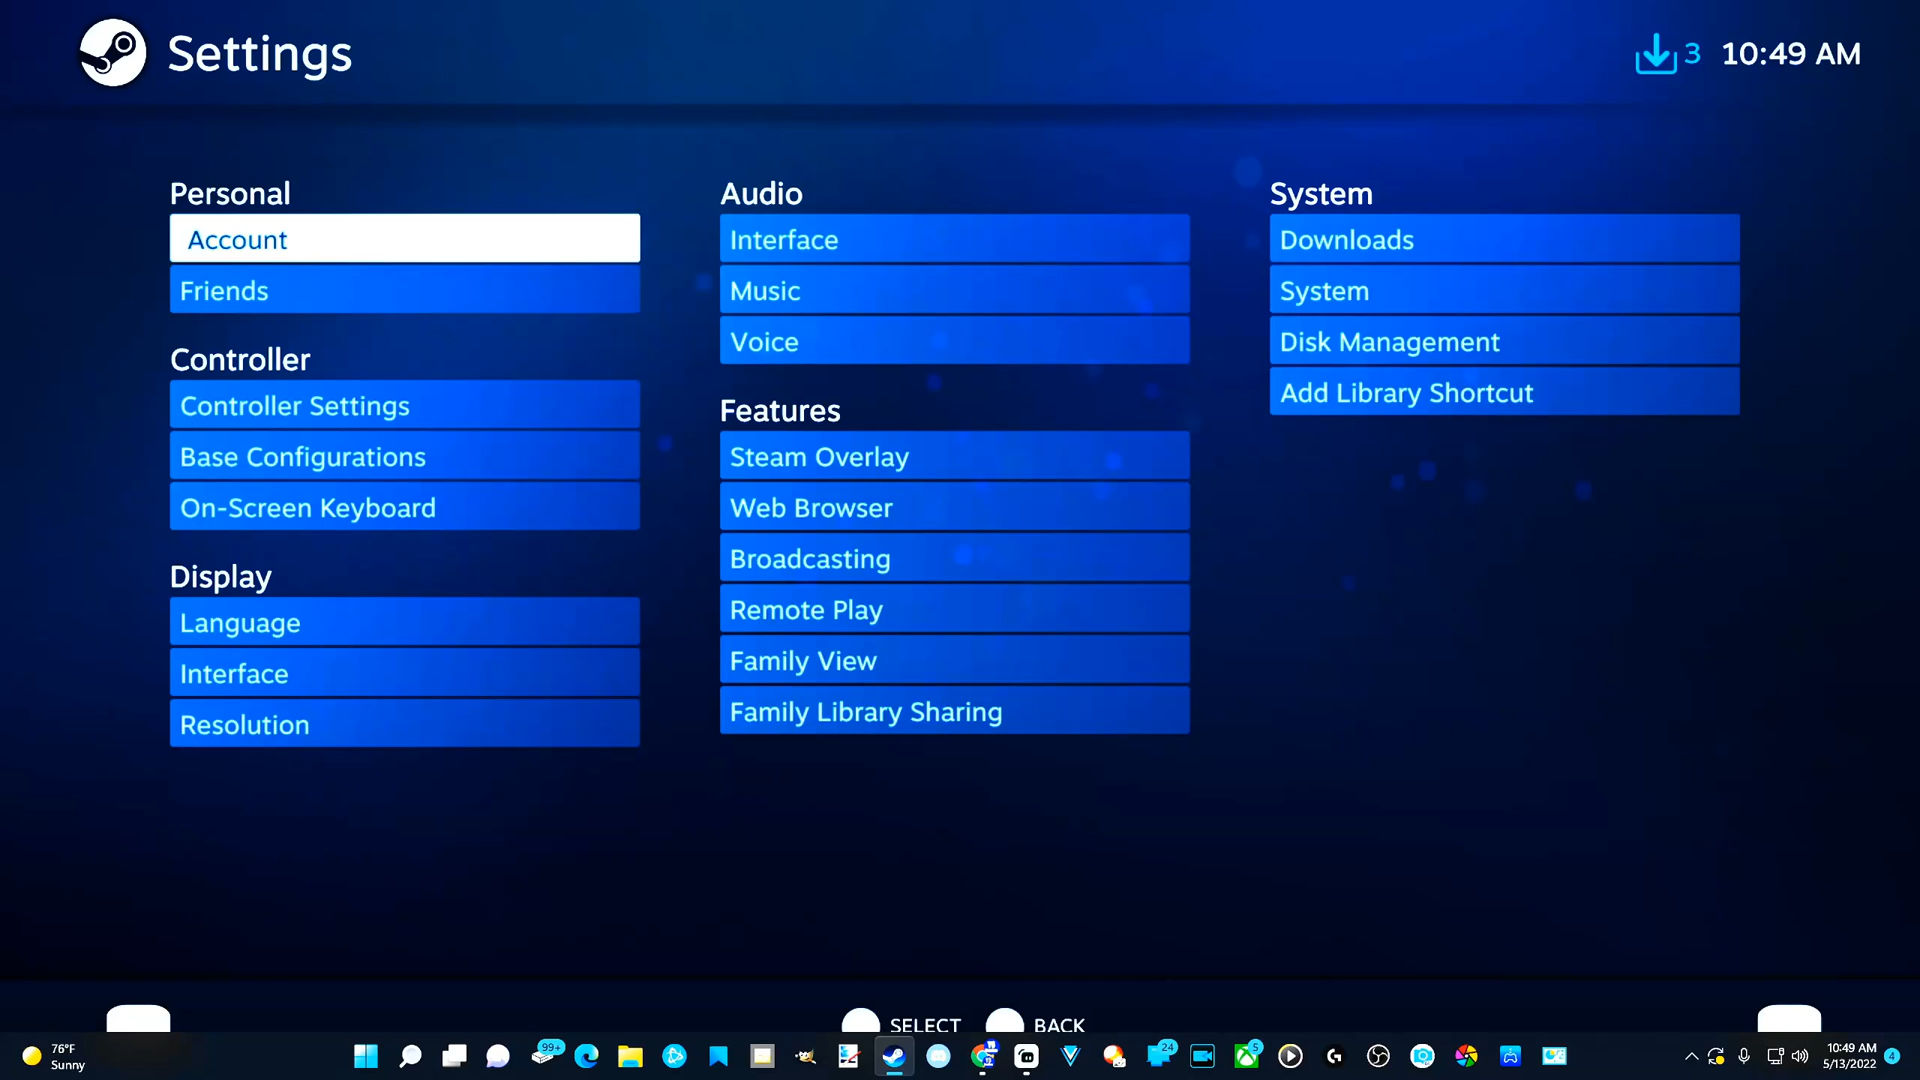 Settings
3 10:49 AM
Personal
Account
Friends
Controller
Controller Settings
Base Configurations
On-Screen Keyboard
Display
Language
Interface
Resolution
Audio
Interface
Music
Voice
Features
Steam Overlay
Web Browser
Broadcasting
Remote Play
Family View
Family Library Sharing
System
Downloads
System
Disk Management
Add Library Shortcut
SELECT BACK
76°F
Sunny
99+
24
5
10:49 AM
5/13/2022
4